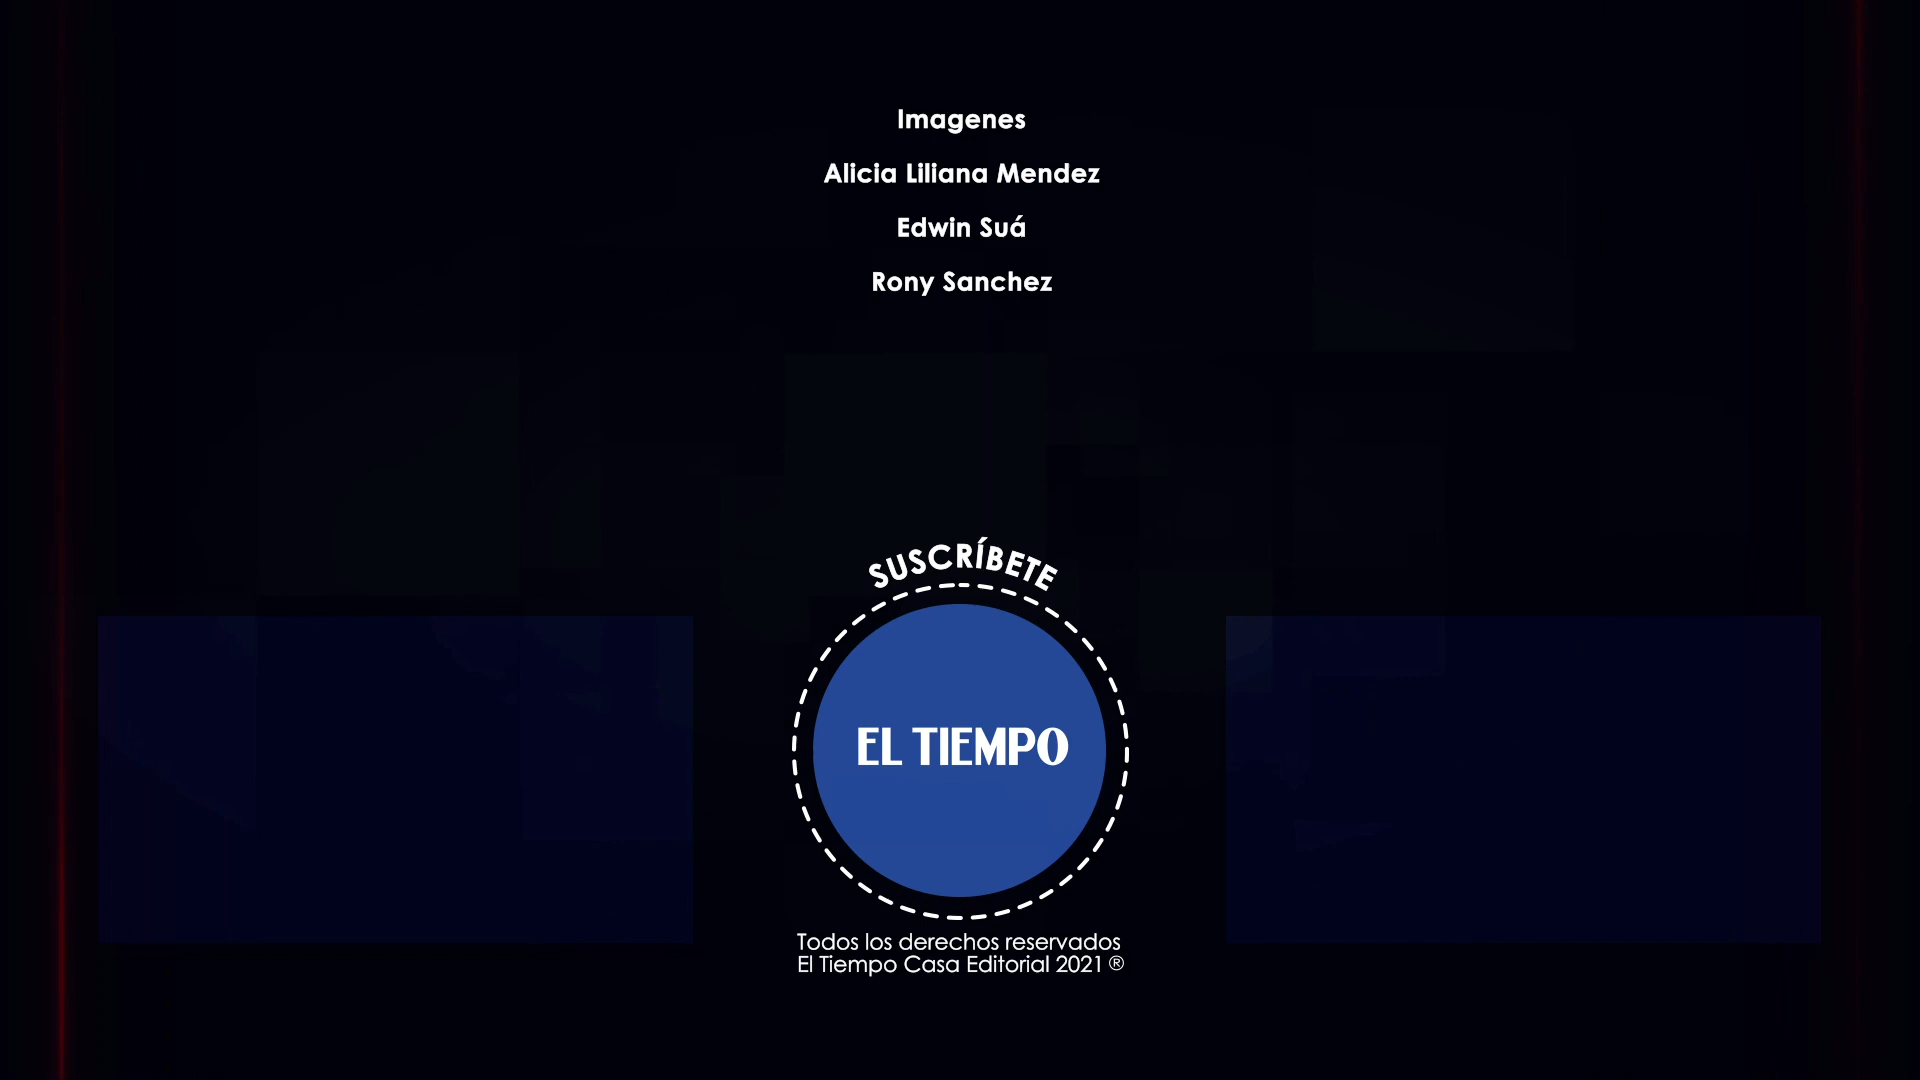 Imagenes
Alicia Liliana Mendez
Edwin Suá
Rony Sanchez
SUSCRÍBETE
EL TIEMPO
Todos los derechos reservados
El Tiempo Casa Editorial 2021 ®